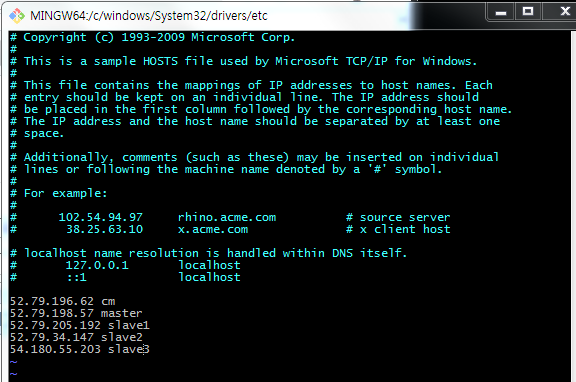 MINGW64:/c/windows/System32/drivers/etc
# Copyright (c) 1993-2009 Microsoft Corp.
#
# This is a sample HOSTS file used by Microsoft TCP/IP for Windows.
#
# This file contains the mappings of IP addresses to host names. Each
# entry should be kept on an individual line. The IP address should
# be placed in the first column followed by the corresponding host name.
# The IP address and the host name should be separated by at least one
# space.
#
# Additionally, comments (such as these) may be inserted on individual
# lines or following the machine name denoted by a '#' symbol.
#
# For example:
#
#      102.54.94.97     rhino.acme.com          # source server
#       38.25.63.10     x.acme.com              # x client host

# localhost name resolution is handled within DNS itself.
#       127.0.0.1       localhost
#       ::1             localhost

52.79.196.62 cm
52.79.198.57 master
52.79.205.192 slave1
52.79.34.147 slave2
54.180.55.203 slave3
~
~